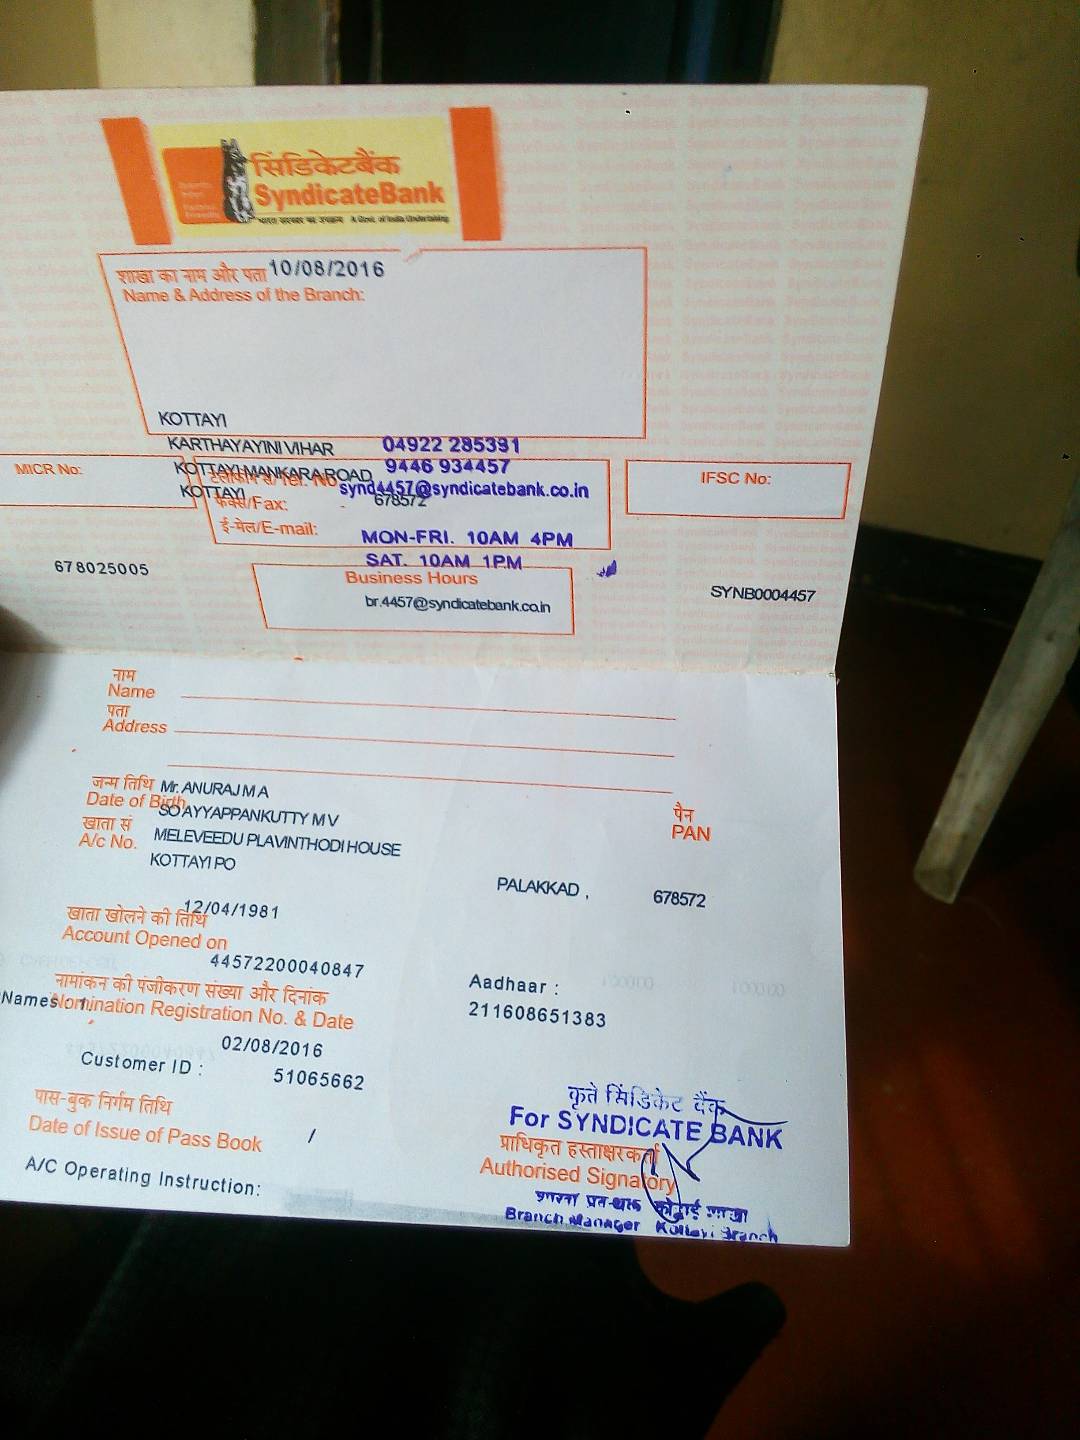 सिंडिकेटबैंक
SyndicateBank
भारत सरकार का उपक्रम A Govt. of India Undertaking
शाखा का नाम और पता 10/08/2016
Name & Address of the Branch:
KOTTAYI
KARTHAYAYINI VIHAR 04922 285391
KOTTAYI MANKARA ROAD 9446 934457
टेलीफोन सं/Tel. No
KOTTAYI synd4457@syndicatebank.co.in
फैक्स/Fax: 678572
ई-मेल/E-mail:
MICR No:
IFSC No:
MON-FRI. 10AM 4PM
SAT. 10AM 1PM
678025005
Business Hours
br.4457@syndicatebank.co.in
SYNB0004457
नाम
Name
पता
Address
जन्म तिथि Mr. ANURAJ M A
Date of Birth
SO AYYAPPANKUTTY M V
पैन
PAN
खाता सं
A/c No. MELEVEEDU PLAVINTHODI HOUSE
KOTTAYI PO
PALAKKAD , 678572
12/04/1981
खाता खोलने की तिथि
Account Opened on
44572200040847
नामांकन की पंजीकरण संख्या और दिनांक
Names 1.
Nomination Registration No. & Date
Aadhaar :
211608651383
02/08/2016
Customer ID : 51065662
पास-बुक निर्गम तिथि
Date of Issue of Pass Book /
A/C Operating Instruction:
कृते सिंडिकेट बैंक
For SYNDICATE BANK
प्राधिकृत हस्ताक्षरकर्ता
Authorised Signatory
Branch Manager Kottayi Branch